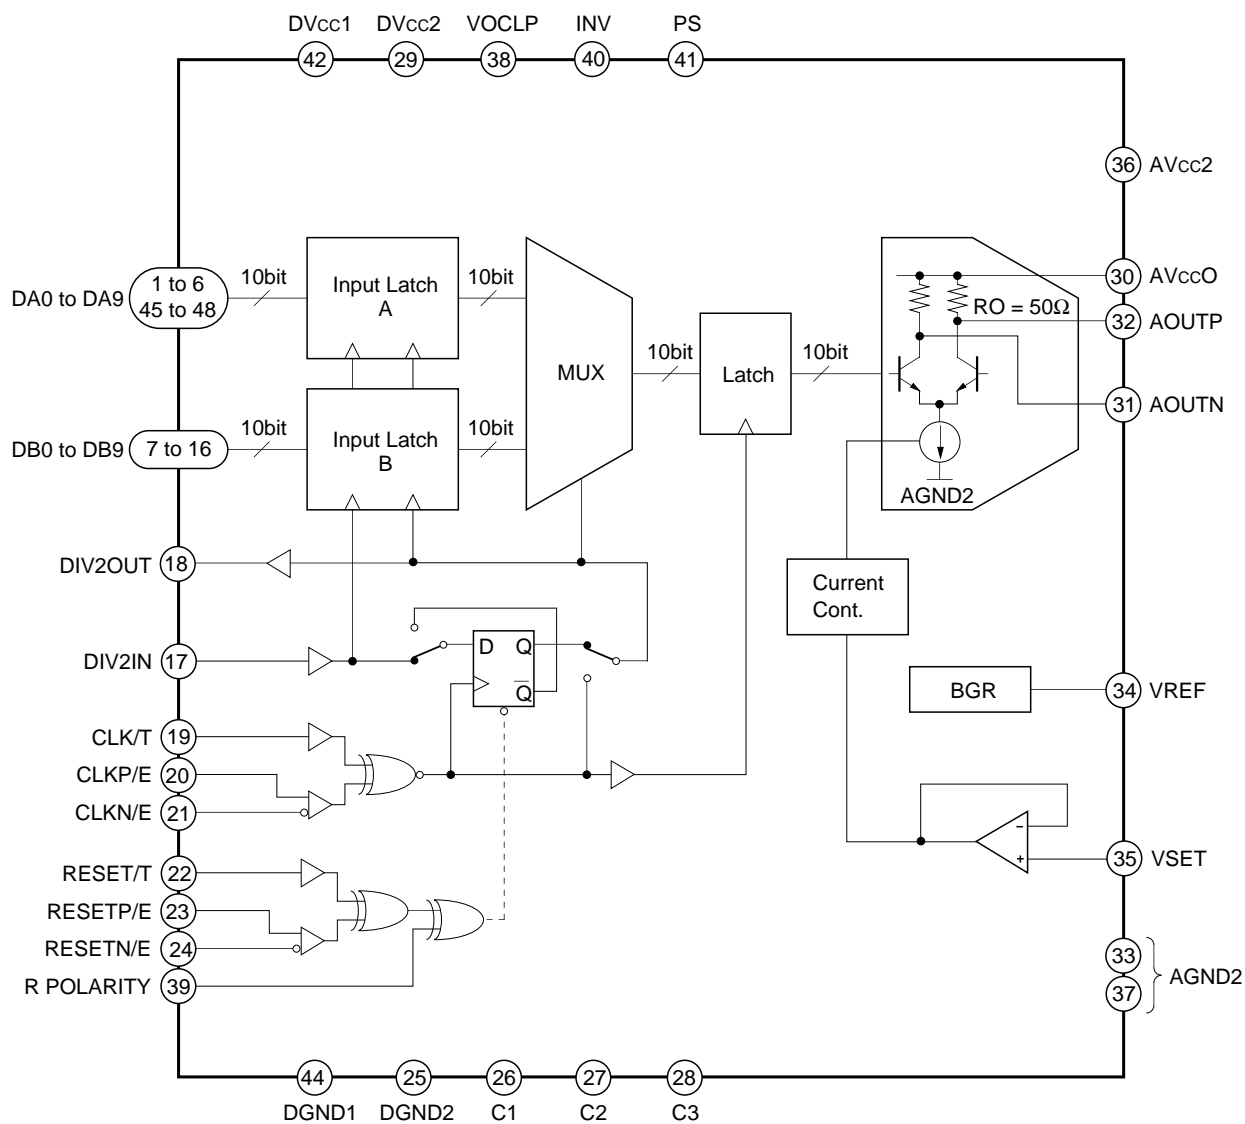 DVCC1 DVCC2 VOCLP INV PS
42 29 38 40 41
36 AVCC2
DA0 to DA9 1 to 6
45 to 48
10bit
Input Latch
A
10bit
MUX
10bit
Latch
10bit
RO = 50Ω
AGND2
30 AVCCO
32 AOUTP
31 AOUTN
DB0 to DB9 7 to 16
10bit
Input Latch
B
10bit
DIV2OUT 18
Current
Cont.
DIV2IN 17
D Q
Q̅
BGR
34 VREF
CLK/T 19
CLKP/E 20
CLKN/E 21
−
+
35 VSET
RESET/T 22
RESETP/E 23
RESETN/E 24
R POLARITY 39
33
37
AGND2
44 25 26 27 28
DGND1 DGND2 C1 C2 C3